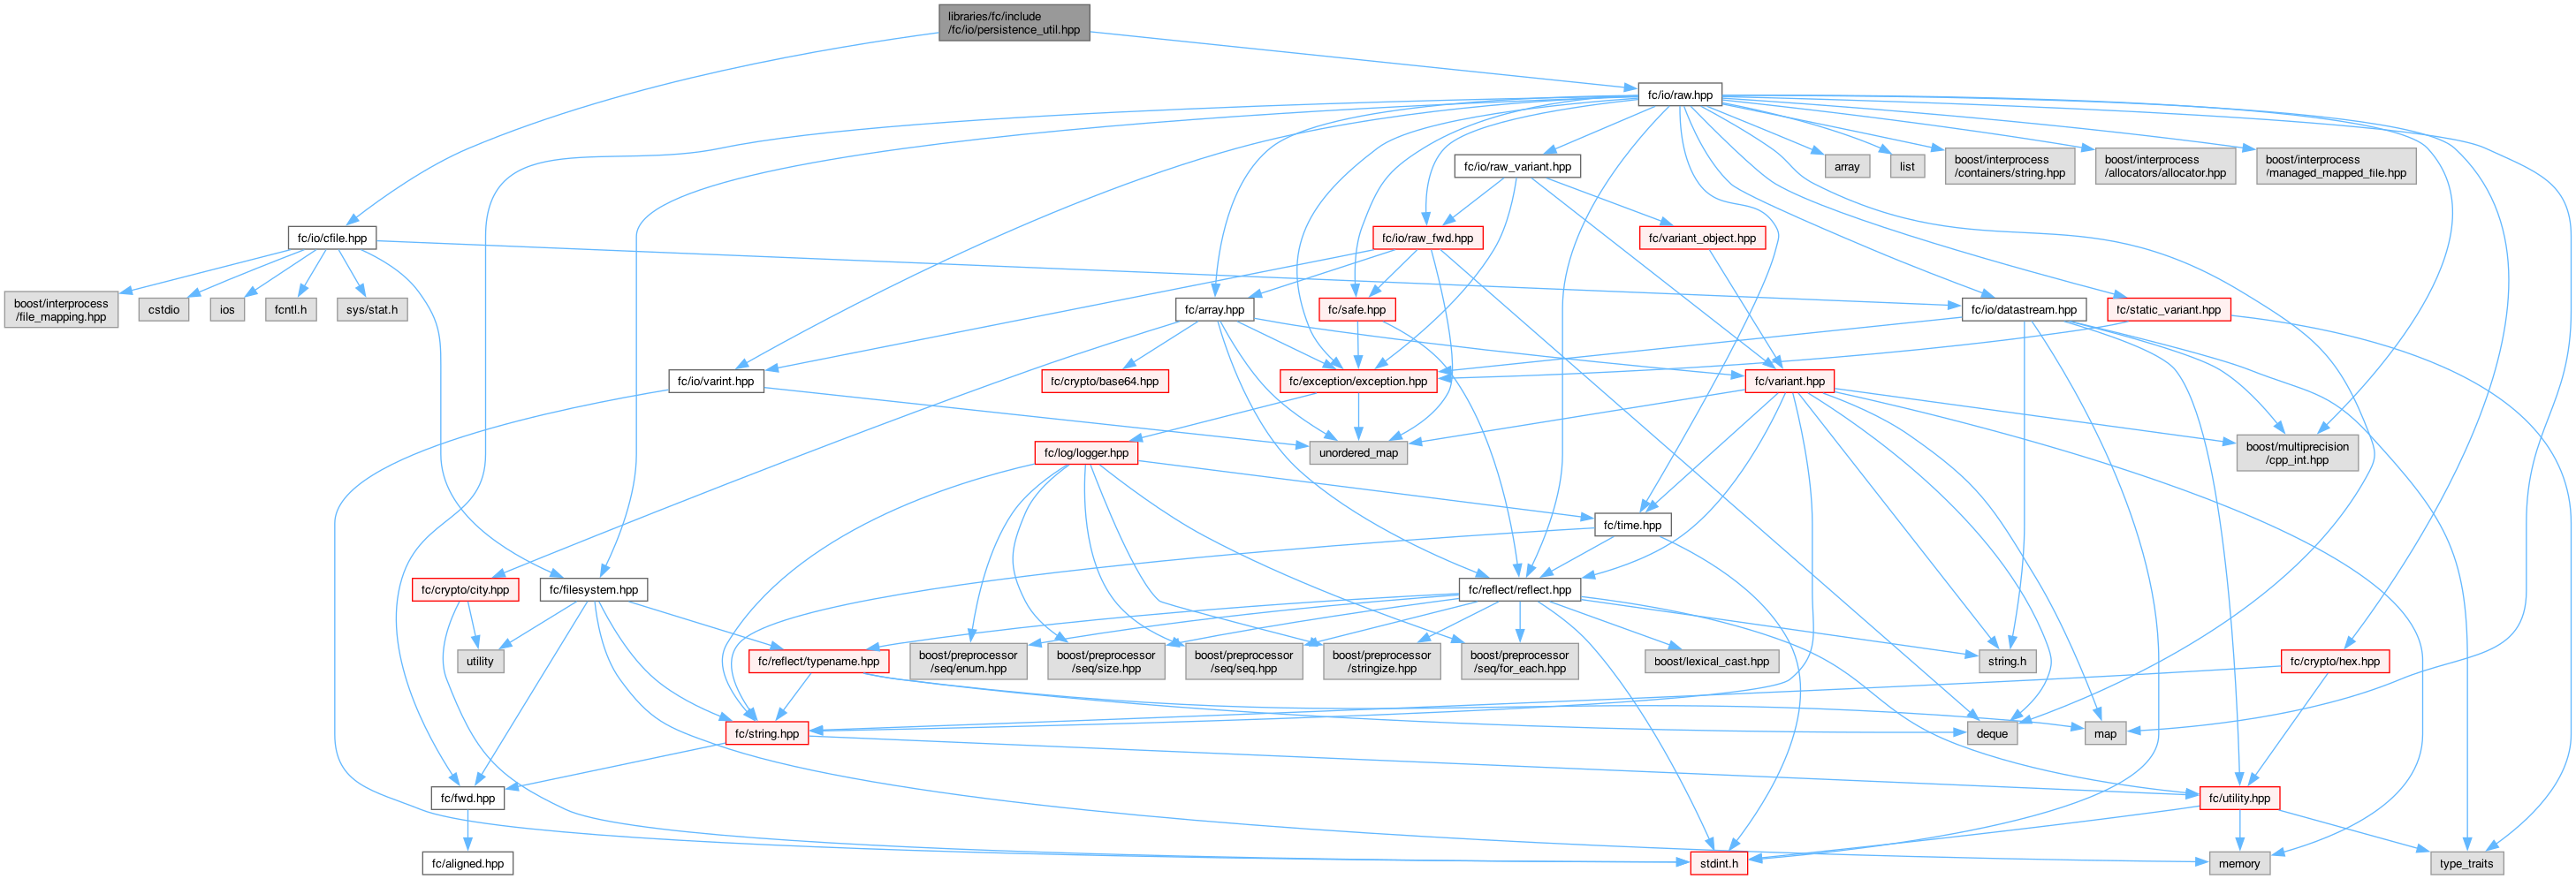 libraries/fc/include
/fc/io/persistence_util.hpp
fc/io/raw.hpp
fc/io/raw_variant.hpp
array
list
boost/interprocess
/containers/string.hpp
boost/interprocess
/allocators/allocator.hpp
boost/interprocess
/managed_mapped_file.hpp
fc/io/cfile.hpp
fc/io/raw_fwd.hpp
fc/variant_object.hpp
boost/interprocess
/file_mapping.hpp
cstdio
ios
fcntl.h
sys/stat.h
fc/array.hpp
fc/safe.hpp
fc/io/datastream.hpp
fc/static_variant.hpp
fc/io/varint.hpp
fc/crypto/base64.hpp
fc/exception/exception.hpp
fc/variant.hpp
fc/log/logger.hpp
unordered_map
boost/multiprecision
/cpp_int.hpp
fc/time.hpp
fc/crypto/city.hpp
fc/filesystem.hpp
fc/reflect/reflect.hpp
utility
fc/reflect/typename.hpp
boost/preprocessor
/seq/enum.hpp
boost/preprocessor
/seq/size.hpp
boost/preprocessor
/seq/seq.hpp
boost/preprocessor
/stringize.hpp
boost/preprocessor
/seq/for_each.hpp
boost/lexical_cast.hpp
string.h
fc/crypto/hex.hpp
fc/string.hpp
deque
map
fc/fwd.hpp
fc/utility.hpp
fc/aligned.hpp
stdint.h
memory
type_traits